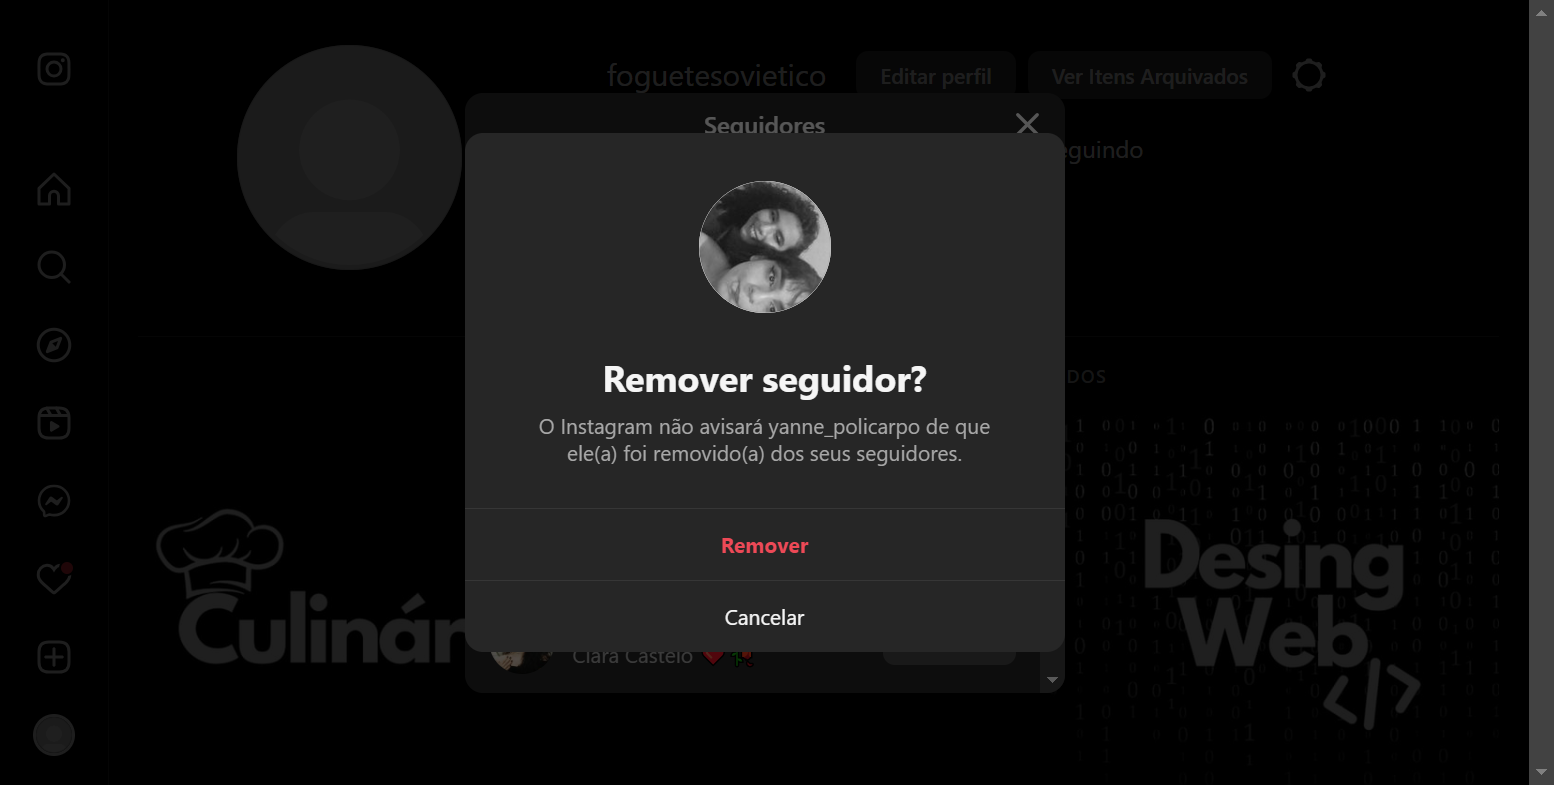 foguetesovietico
Editar perfil
Ver Itens Arquivados
Seguidores
eguindo
Remover seguidor?
O Instagram não avisará yanne_policarpo de que
ele(a) foi removido(a) dos seus seguidores.
DOS
Remover
Cancelar
Culinár
Desing
Web
</>
Clara Castelo ❤️🌹